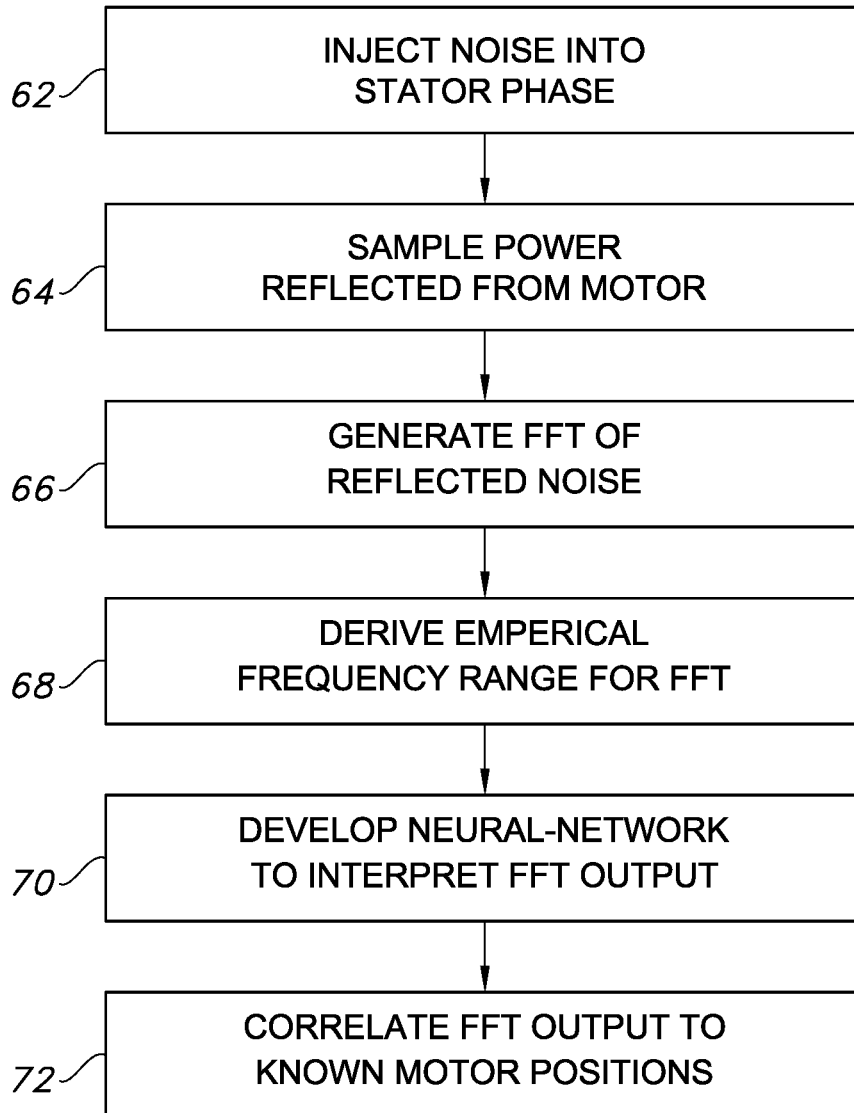 62
INJECT NOISE INTO
STATOR PHASE
64
SAMPLE POWER
REFLECTED FROM MOTOR
66
GENERATE FFT OF
REFLECTED NOISE
68
DERIVE EMPERICAL
FREQUENCY RANGE FOR FFT
70
DEVELOP NEURAL-NETWORK
TO INTERPRET FFT OUTPUT
72
CORRELATE FFT OUTPUT TO
KNOWN MOTOR POSITIONS